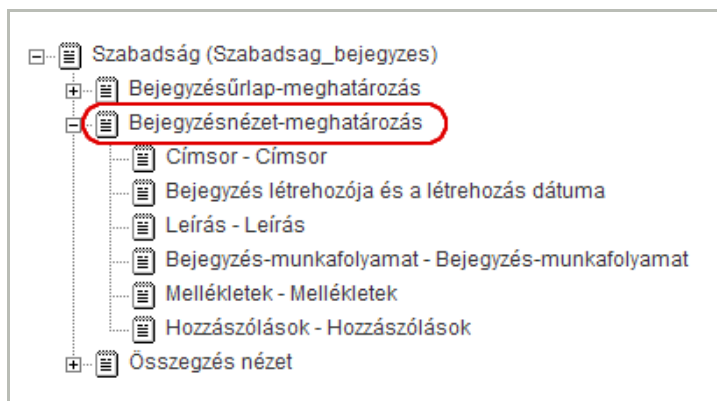 Szabadság (Szabadsag_bejegyzes)
Bejegyzésűrlap-meghatározás
Bejegyzésnézet-meghatározás
Címsor - Címsor
Bejegyzés létrehozója és a létrehozás dátuma
Leírás - Leírás
Bejegyzés-munkafolyamat - Bejegyzés-munkafolyamat
Mellékletek - Mellékletek
Hozzászólások - Hozzászólások
Összegzés nézet